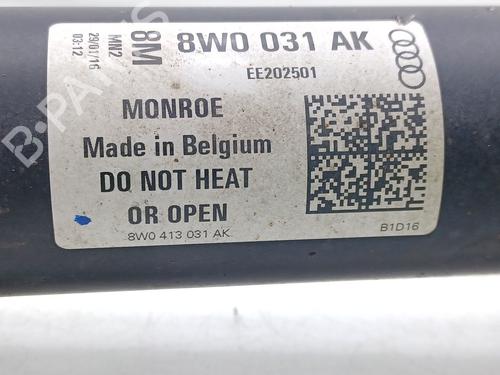 29/01/16
03:12
MN2
8M
8W0 031 AK
EE202501
MONROE
Made in Belgium
DO NOT HEAT
OR OPEN
8W0 413 031 AK
B1D16
B-PARTS